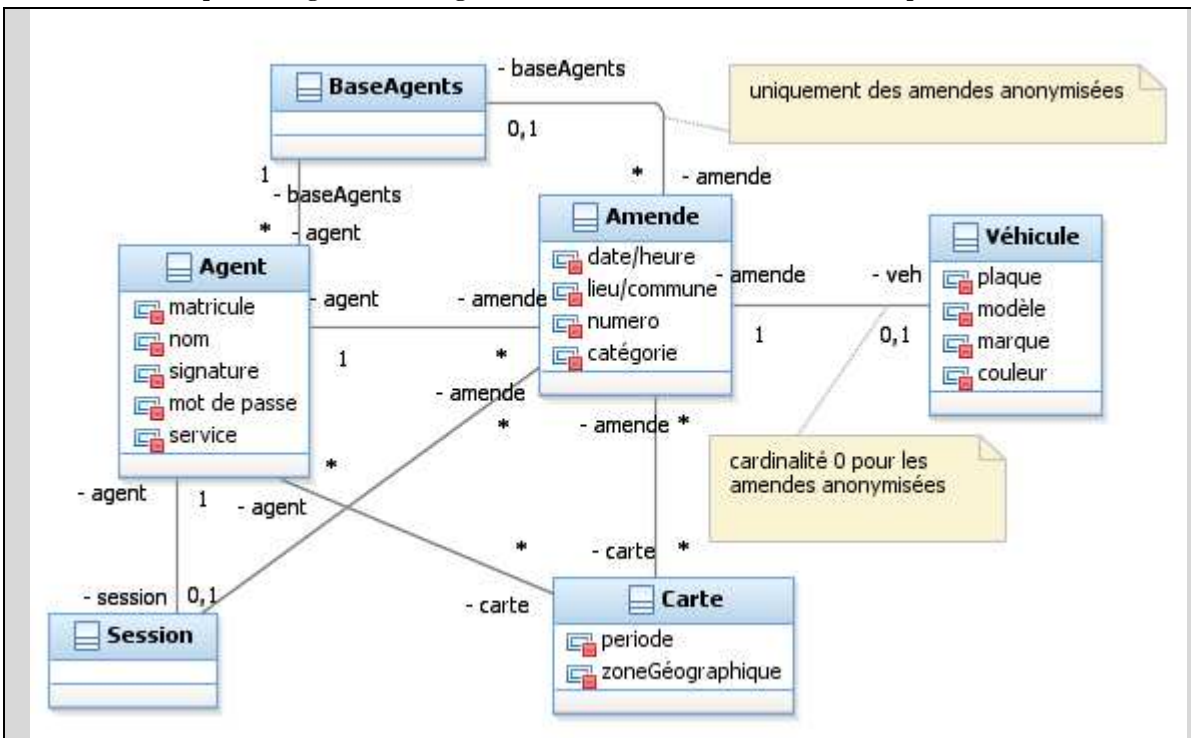 - baseAgents
BaseAgents
uniquement des amendes anonymisées
0,1
1
- baseAgents
* - agent
* - amende
Amende
date/heure
lieu/commune
numero
catégorie
Véhicule
plaque
modèle
marque
couleur
Agent
matricule
nom
signature
mot de passe
service
- agent
- amende
1
*
- amende
- veh
1
0,1
- amende
*
- amende *
cardinalité 0 pour les
amendes anonymisées
*
- agent
1
- agent
*
- carte *
- session
0,1
- carte
Session
Carte
periode
zoneGéographique